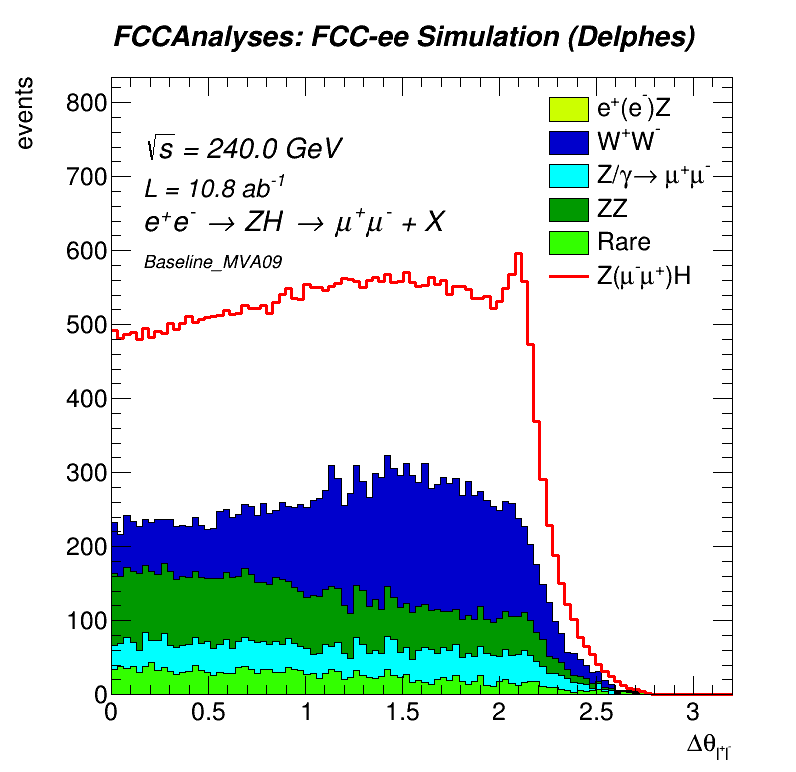 FCCAnalyses: FCC-ee Simulation (Delphes)
events
√s = 240.0 GeV
L = 10.8 ab⁻¹
e⁺e⁻ → ZH → μ⁺μ⁻ + X
Baseline_MVA09
e⁺(e⁻)Z
W⁺W⁻
Z/γ→ μ⁺μ⁻
ZZ
Rare
Z(μ⁻μ⁺)H
800
700
600
500
400
300
200
100
0
0 0.5 1 1.5 2 2.5 3
Δθ_l⁺l⁻